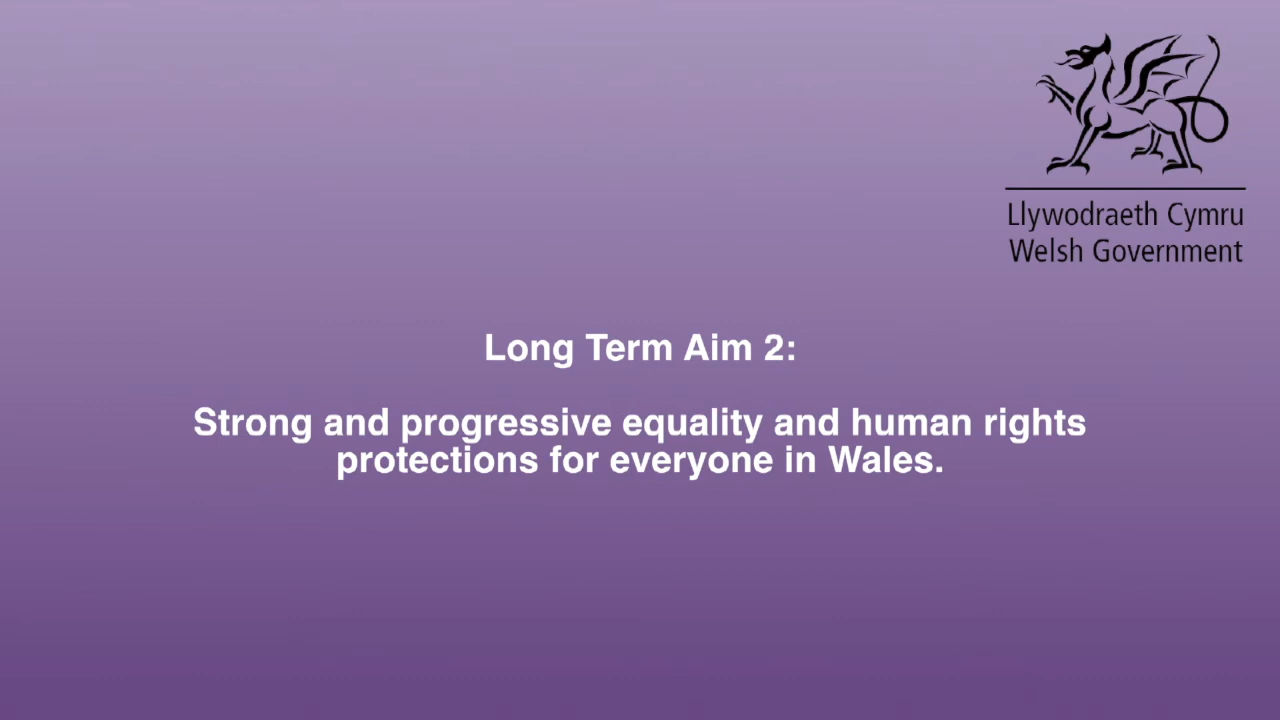 Llywodraeth Cymru
Welsh Government
Long Term Aim 2:
Strong and progressive equality and human rights
protections for everyone in Wales.